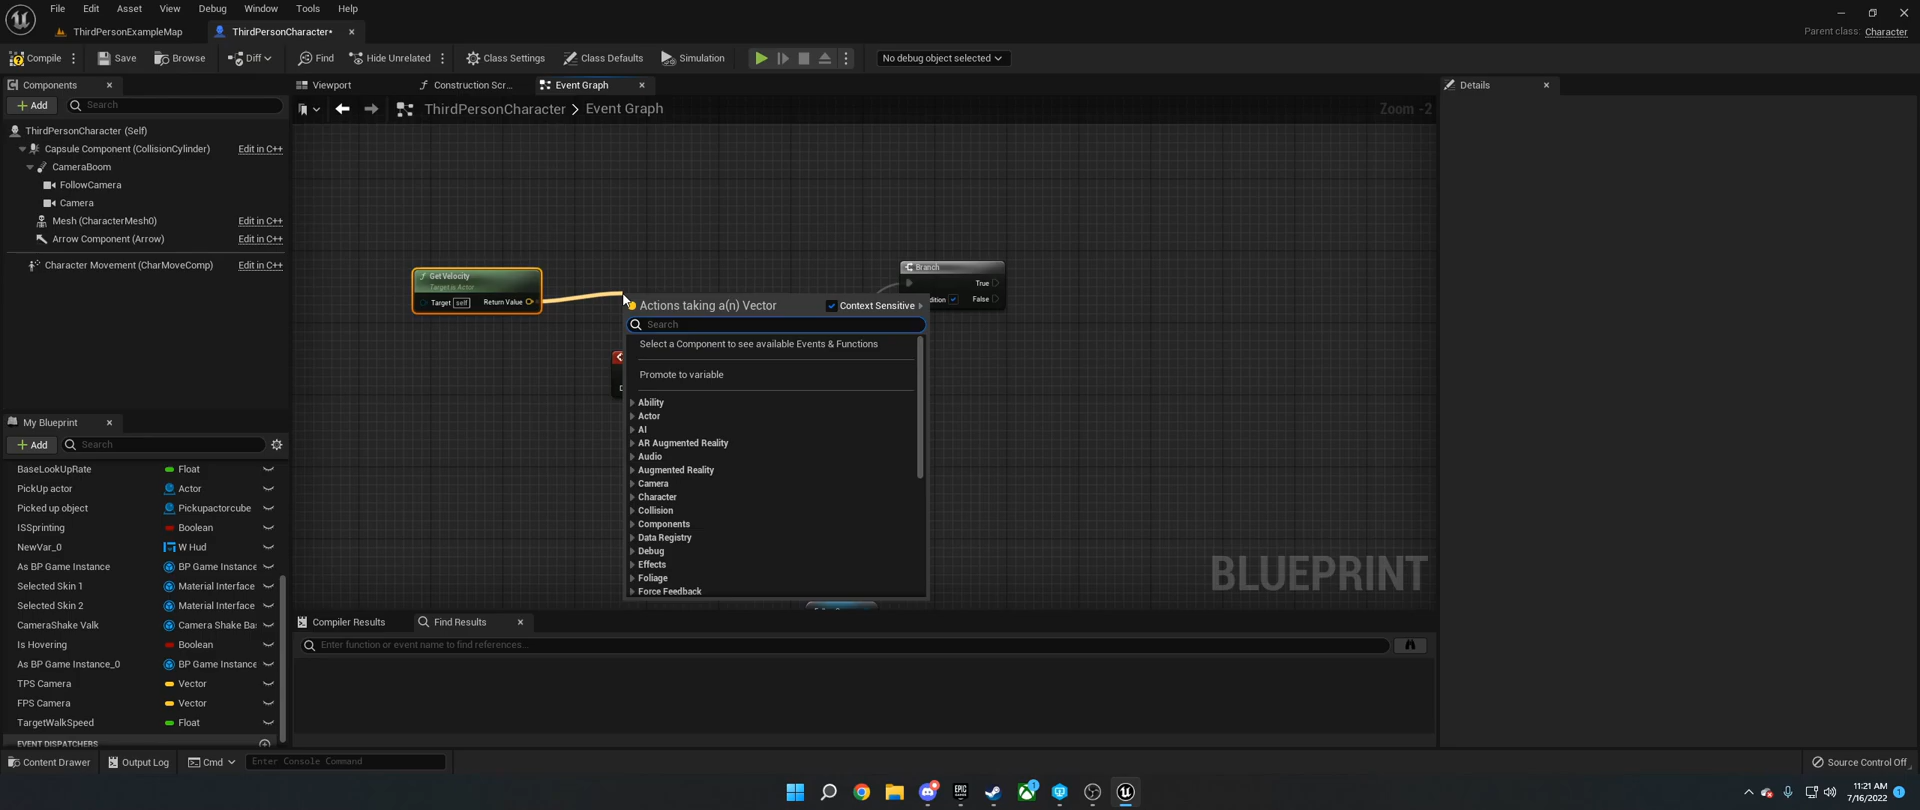 File Edit Asset View Debug Window Tools Help
ThirdPersonExampleMap ThirdPersonCharacter•
Parent class: Character
Compile Save Browse Diff Find Hide Unrelated Class Settings Class Defaults Simulation No debug object selected
Components
Add Search
ThirdPersonCharacter (Self)
Capsule Component (CollisionCylinder) Edit in C++
CameraBoom
FollowCamera
Camera
Mesh (CharacterMesh0) Edit in C++
Arrow Component (Arrow) Edit in C++
Character Movement (CharMoveComp) Edit in C++
My Blueprint
Add Search
BaseLookUpRate Float
PickUp actor Actor
Picked up object Pickupactorcube
ISSprinting Boolean
NewVar_0 W Hud
As BP Game Instance BP Game Instance
Selected Skin 1 Material Interface
Selected Skin 2 Material Interface
CameraShake Valk Camera Shake Ba
Is Hovering Boolean
As BP Game Instance_0 BP Game Instance
TPS Camera Vector
FPS Camera Vector
TargetWalkSpeed Float
EVENT DISPATCHERS
Viewport Construction Scr... Event Graph
ThirdPersonCharacter > Event Graph Zoom -2
Get Velocity
Target is Actor
Target self Return Value
Branch
True
dition False
Actions taking a(n) Vector Context Sensitive
Search
Select a Component to see available Events & Functions
Promote to variable
Ability
Actor
AI
AR Augmented Reality
Audio
Augmented Reality
Camera
Character
Collision
Components
Data Registry
Debug
Effects
Foliage
Force Feedback
BLUEPRINT
Compiler Results Find Results
Enter function or event name to find references...
Details
Content Drawer Output Log Cmd Enter Console Command
Source Control Off
EPIC
GAMES
1
11:21 AM
7/16/2022
1